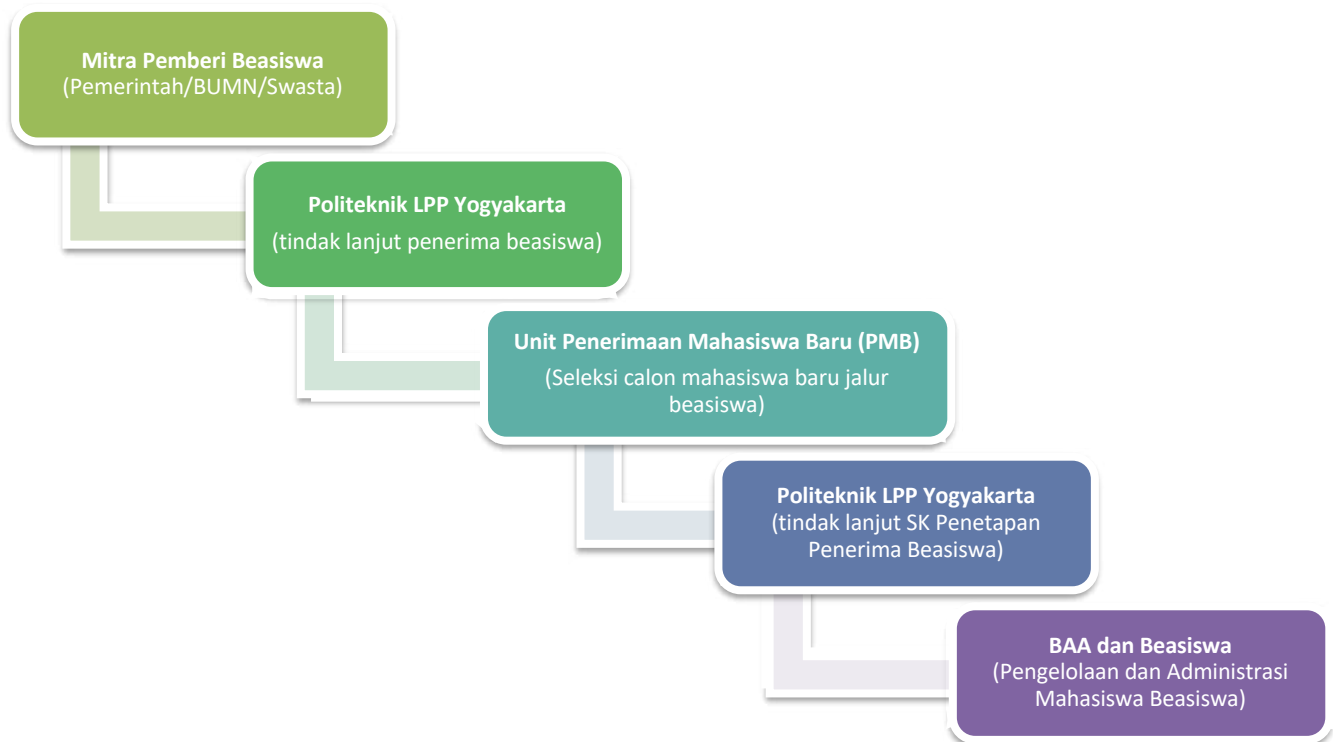 Mitra Pemberi Beasiswa
(Pemerintah/BUMN/Swasta)
Politeknik LPP Yogyakarta
(tindak lanjut penerima beasiswa)
Unit Penerimaan Mahasiswa Baru (PMB)
(Seleksi calon mahasiswa baru jalur
beasiswa)
Politeknik LPP Yogyakarta
(tindak lanjut SK Penetapan
Penerima Beasiswa)
BAA dan Beasiswa
(Pengelolaan dan Administrasi
Mahasiswa Beasiswa)